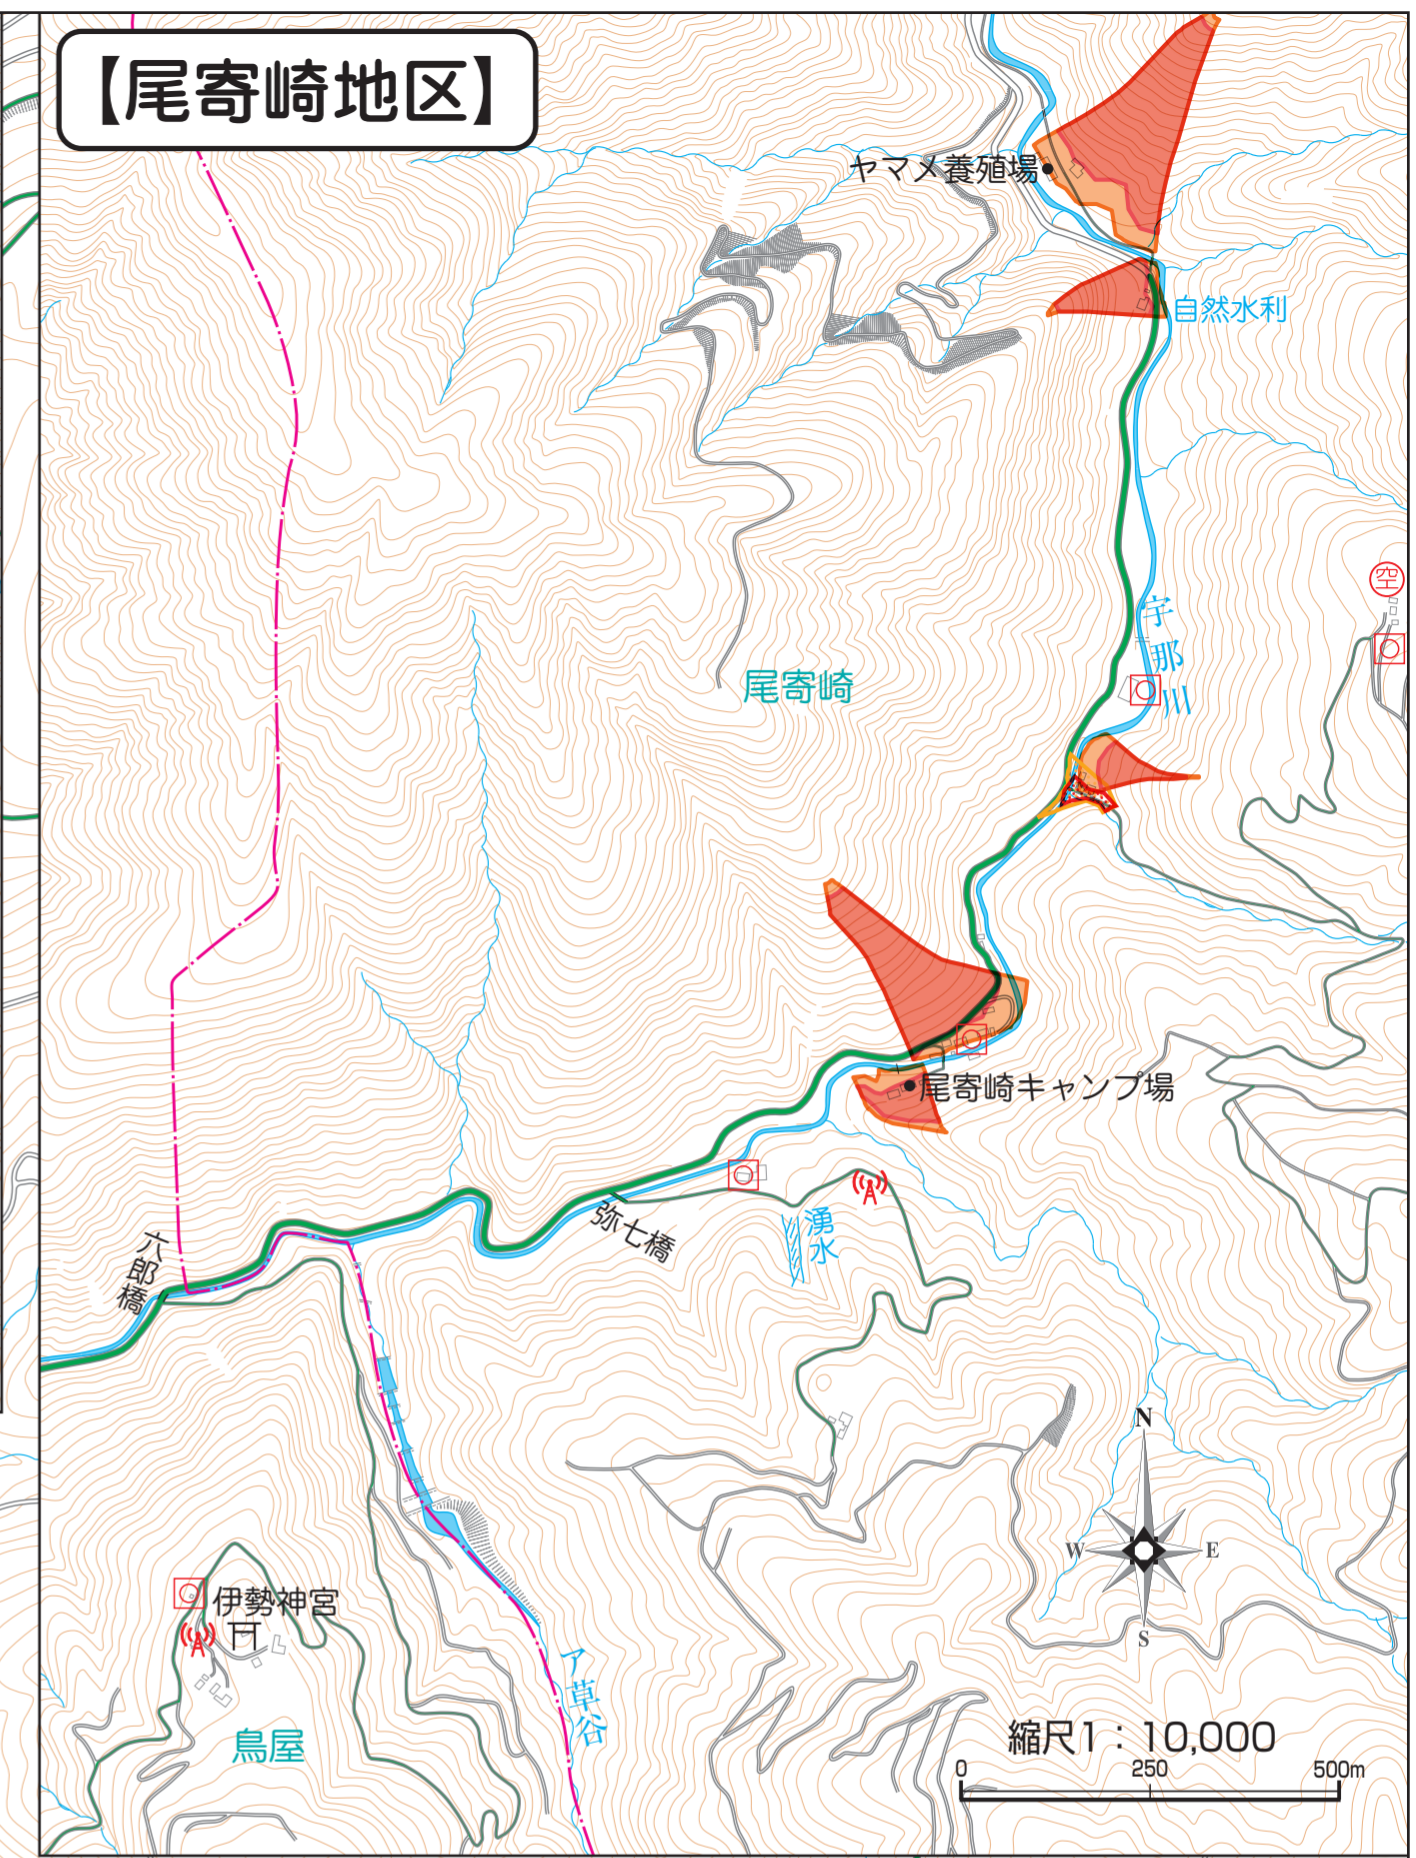 【尾寄崎地区】
ヤマメ養殖場
自然水利
空
宇那川
尾寄崎
尾寄崎キャンプ場
弥七橋
湧水
六郎橋
N
W
E
S
伊勢神宮
ア草谷
鳥屋
縮尺1：10,000
0 250 500m